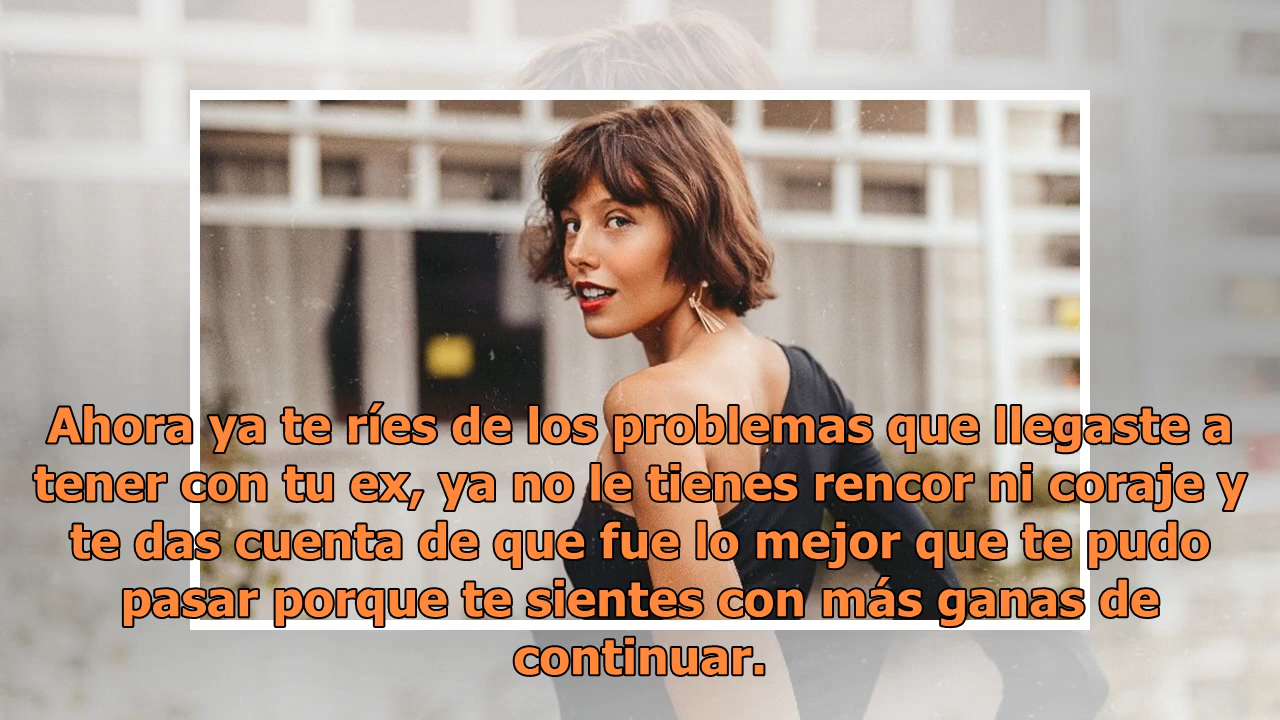 Ahora ya te ríes de los problemas que llegaste a
tener con tu ex, ya no le tienes rencor ni coraje y
te das cuenta de que fue lo mejor que te pudo
pasar porque te sientes con más ganas de
continuar.